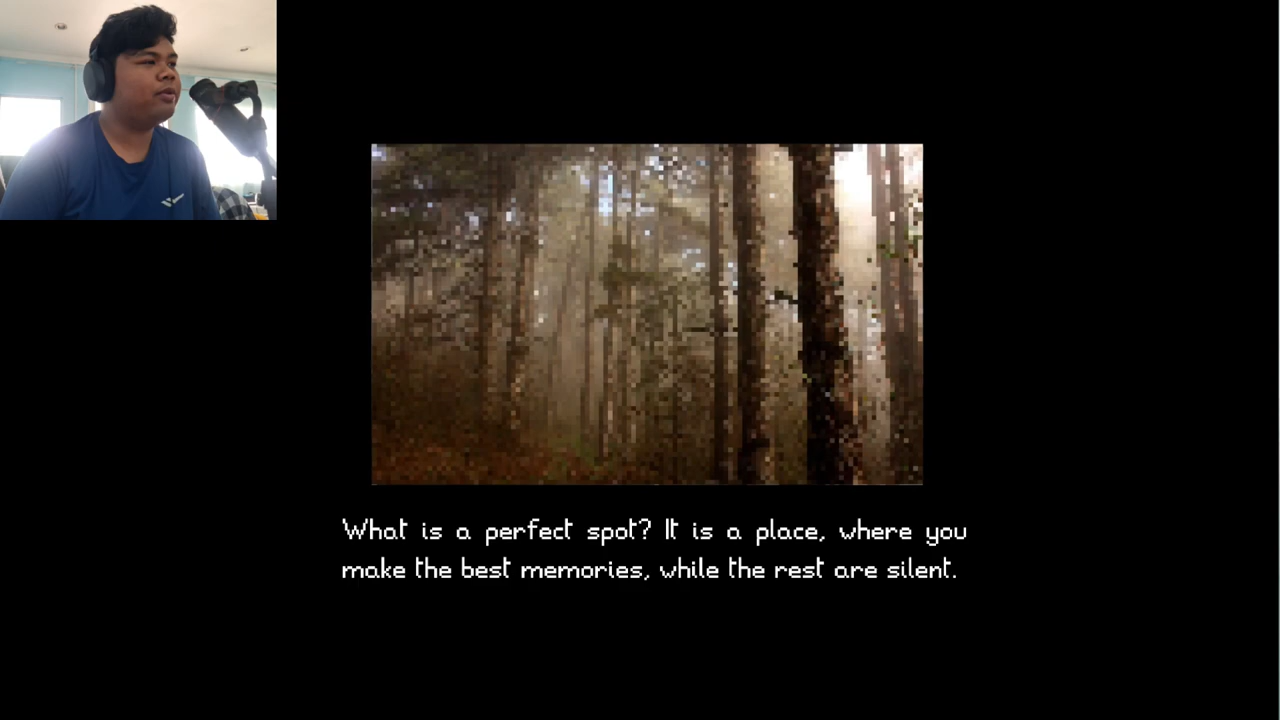 What is a perfect spot? It is a place, where you
make the best memories, while the rest are silent.